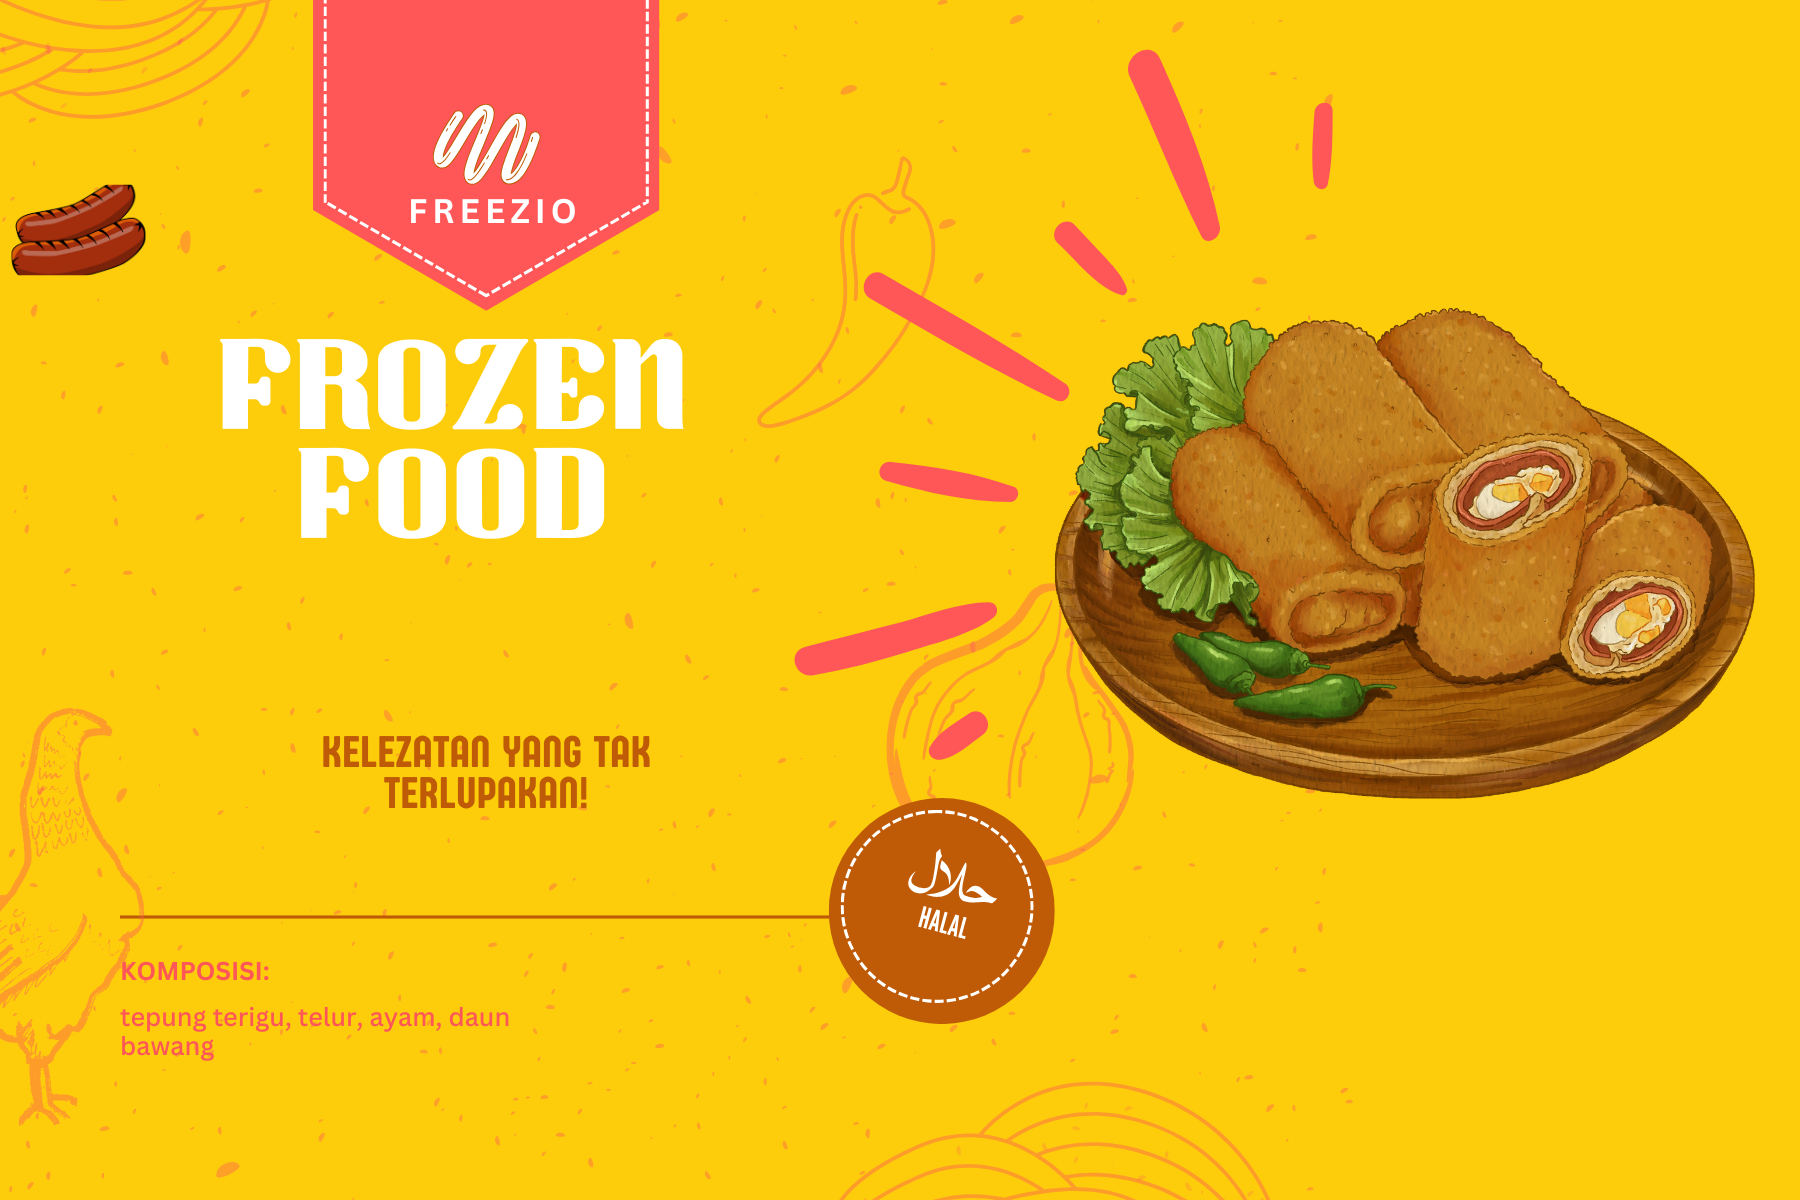 FREEZIO
FROZEN
FOOD
KELEZATAN YANG TAK
TERLUPAKAN!
حلال
HALAL
KOMPOSISI:
tepung terigu, telur, ayam, daun
bawang